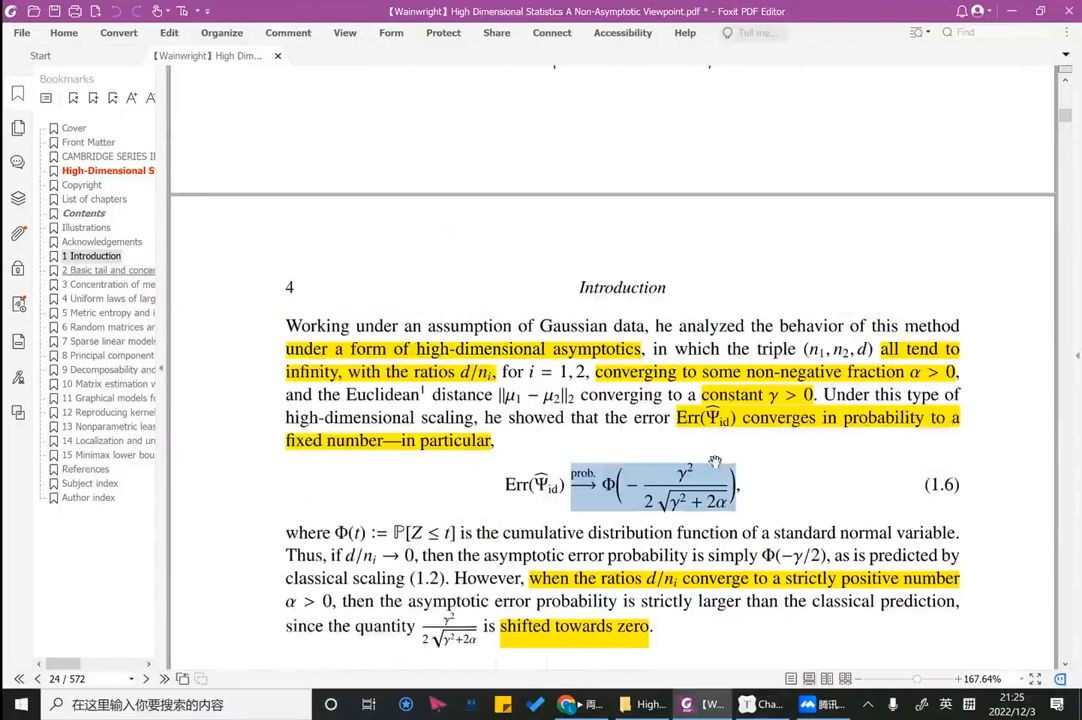 【Wainwright】High Dimensional Statistics A Non-Asymptotic Viewpoint.pdf * - Foxit PDF Editor
File Home Convert Edit Organize Comment View Form Protect Share Connect Accessibility Help Tell me... Find
Start 【Wainwright】High Dim...
Bookmarks
Cover
Front Matter
CAMBRIDGE SERIES I
High-Dimensional S
Copyright
List of chapters
Contents
Illustrations
Acknowledgements
1 Introduction
2 Basic tail and concen
3 Concentration of me
4 Uniform laws of larg
5 Metric entropy and i
6 Random matrices ar
7 Sparse linear models
8 Principal component
9 Decomposability and
10 Matrix estimation w
11 Graphical models fo
12 Reproducing kernel
13 Nonparametric leas
14 Localization and un
15 Minimax lower bou
References
Subject index
Author index
4 Introduction
Working under an assumption of Gaussian data, he analyzed the behavior of this method
under a form of high-dimensional asymptotics, in which the triple (n₁, n₂, d) all tend to
infinity, with the ratios d/nᵢ, for i = 1, 2, converging to some non-negative fraction α > 0,
and the Euclidean¹ distance ‖μ₁ − μ₂‖₂ converging to a constant γ > 0. Under this type of
high-dimensional scaling, he showed that the error Err(Ψ̂id) converges in probability to a
fixed number—in particular,
Err(Ψ̂id) prob. ⟶ Φ(− γ² / 2 √γ² + 2α), (1.6)
where Φ(t) := ℙ[Z ≤ t] is the cumulative distribution function of a standard normal variable.
Thus, if d/nᵢ → 0, then the asymptotic error probability is simply Φ(−γ/2), as is predicted by
classical scaling (1.2). However, when the ratios d/nᵢ converge to a strictly positive number
α > 0, then the asymptotic error probability is strictly larger than the classical prediction,
since the quantity γ² / 2 √γ²+2α is shifted towards zero.
24 / 572 167.64%
在这里输入你要搜索的内容 両... High... 【W... Cha... 腾讯... 英 拼 21:25
2022/12/3